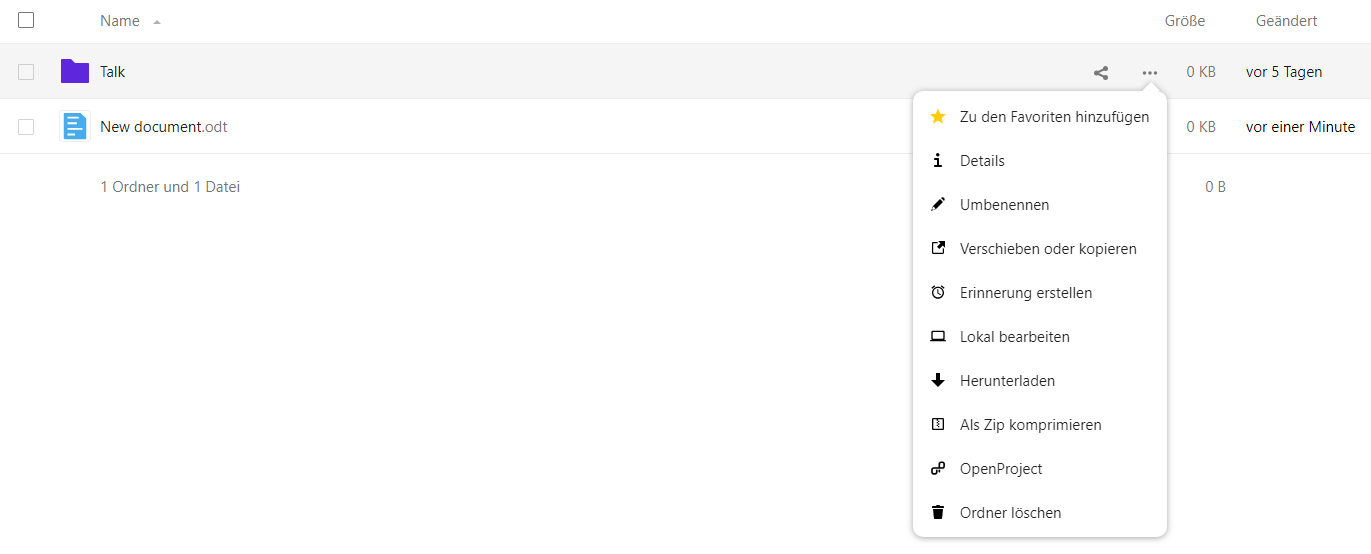 Name
Größe
Geändert
Talk
0 KB
vor 5 Tagen
New document.odt
0 KB
vor einer Minute
1 Ordner und 1 Datei
0 B
Zu den Favoriten hinzufügen
Details
Umbenennen
Verschieben oder kopieren
Erinnerung erstellen
Lokal bearbeiten
Herunterladen
Als Zip komprimieren
OpenProject
Ordner löschen